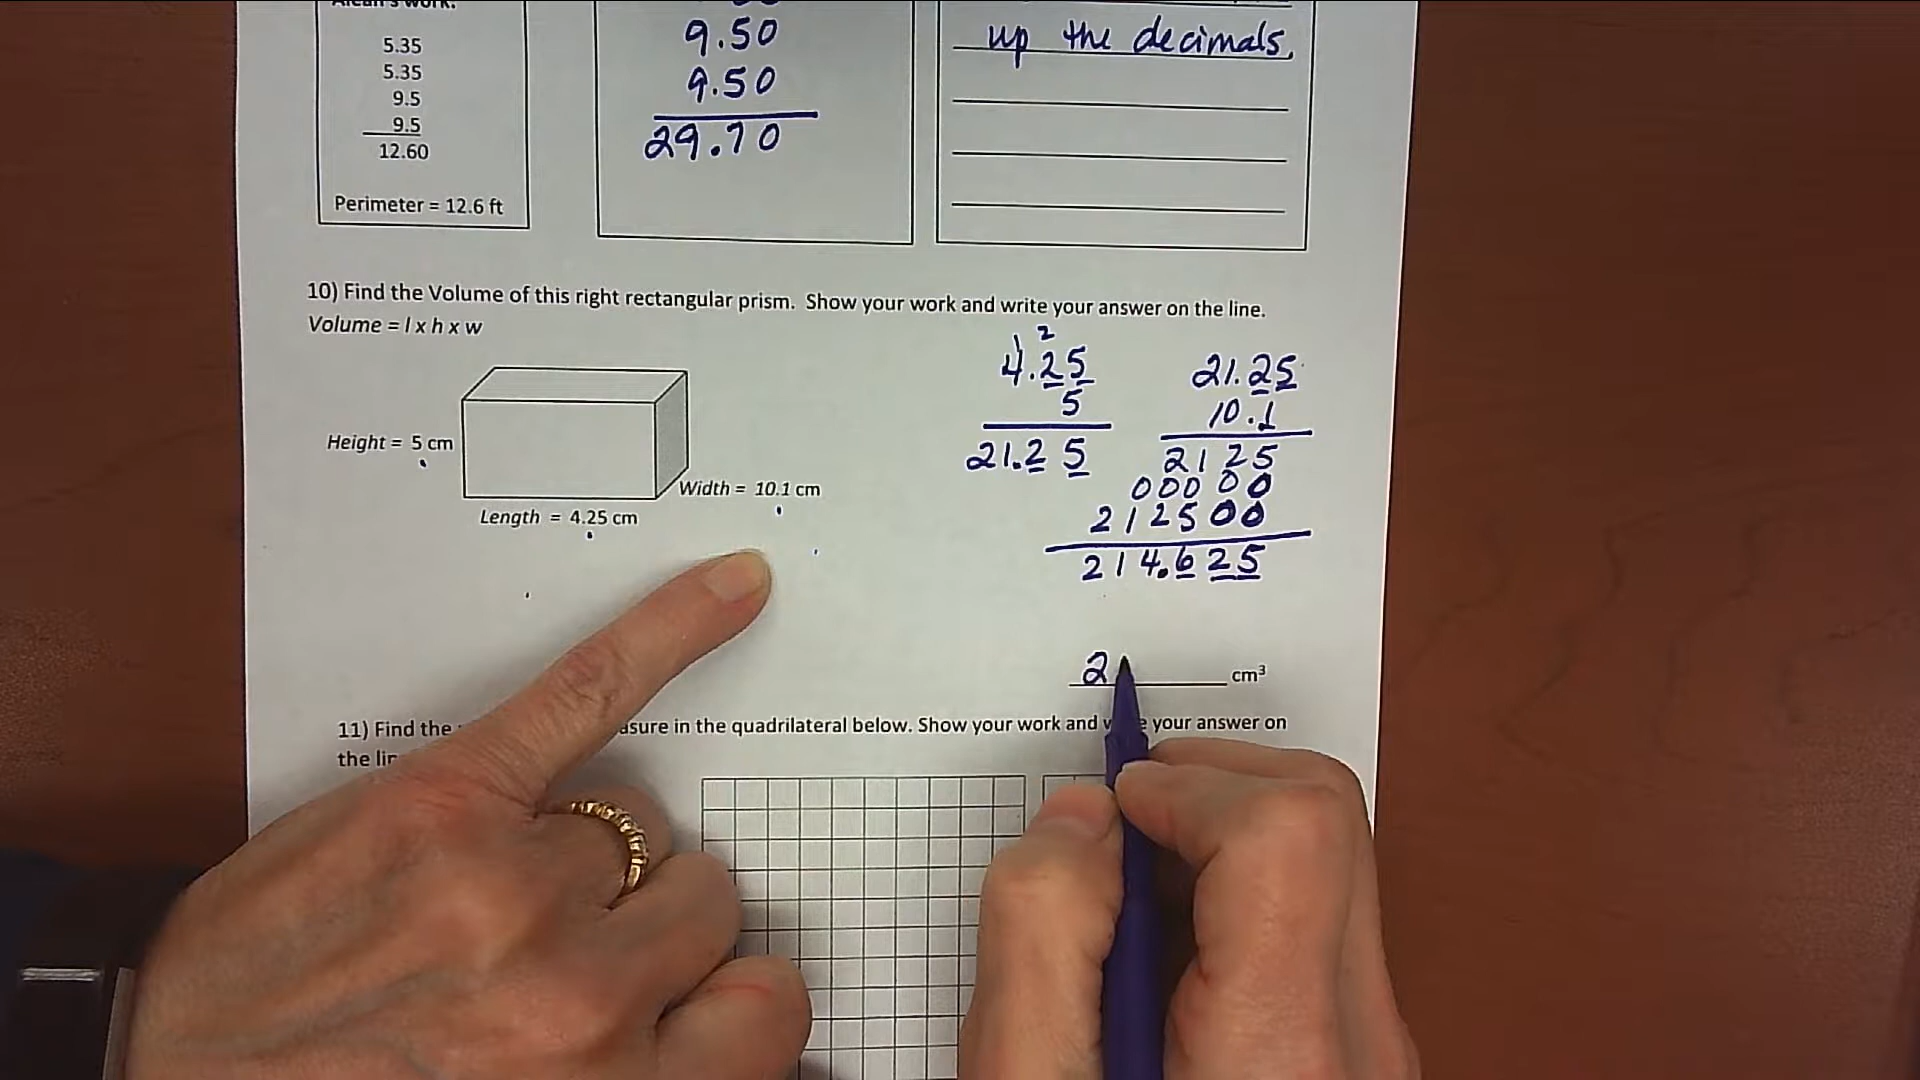 5.35
5.35
9.5
9.5
12.60
Perimeter = 12.6 ft
9.50
9.50
29.70
up the decimals.
10) Find the Volume of this right rectangular prism. Show your work and write your answer on the line.
Volume = l x h x w
Height = 5 cm
Width = 10.1 cm
Length = 4.25 cm
1 2
4.25
5
21.25
21.25
10.1
2125
00000
212500
214.625
2
cm³
11) Find the
asure in the quadrilateral below. Show your work and
your answer on
the